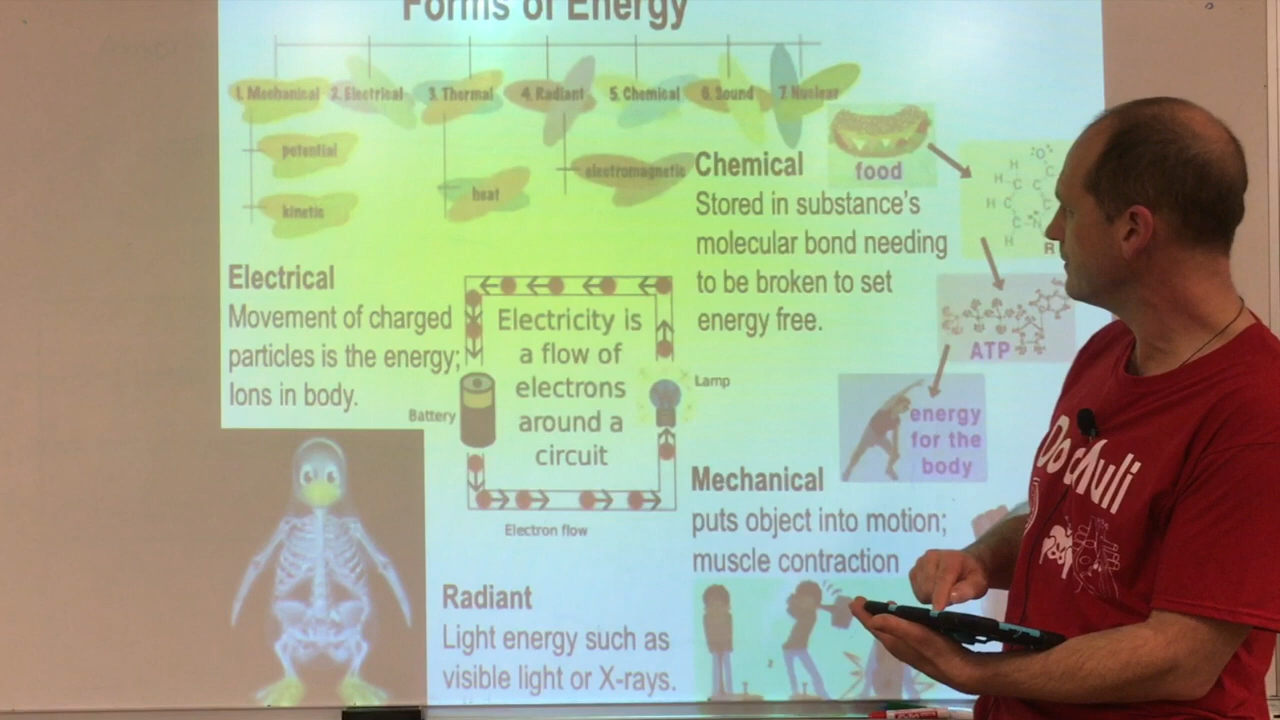 Forms of Energy
1. Mechanical 2. Electrical 3. Thermal 4. Radiant 5. Chemical 6. Sound 7. Nuclear
potential
kinetic
heat
electromagnetic
Chemical
Stored in substance's
molecular bond needing
to be broken to set
energy free.
food
H
H
C
O
C
H
C
C
H
C
N
H
R
ATP
energy
for the
body
Electrical
Movement of charged
particles is the energy;
Ions in body.
Electricity is
a flow of
electrons
around a
circuit
Battery
Lamp
Electron flow
Mechanical
puts object into motion;
muscle contraction
Radiant
Light energy such as
visible light or X-rays.